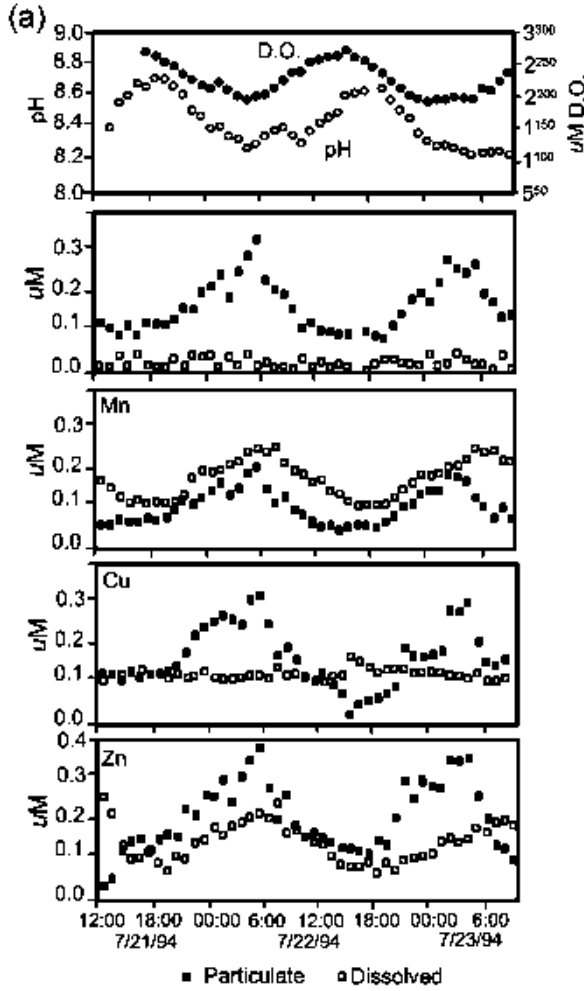 (a)
9.0
8.8
8.6
8.4
8.2
8.0
pH
D.O.
pH
3300
2750
2200
1150
1100
550
uM D.O.
0.3
0.2
0.1
0.0
uM
Mn
0.3
0.2
0.1
0.0
uM
Cu
0.3
0.2
0.1
0.0
uM
Zn
0.4
0.3
0.2
0.1
0.0
uM
12:00 18:00 00:00 6:00 12:00 18:00 00:00 6:00
7/21/94 7/22/94 7/23/94
■ Particulate □ Dissolved